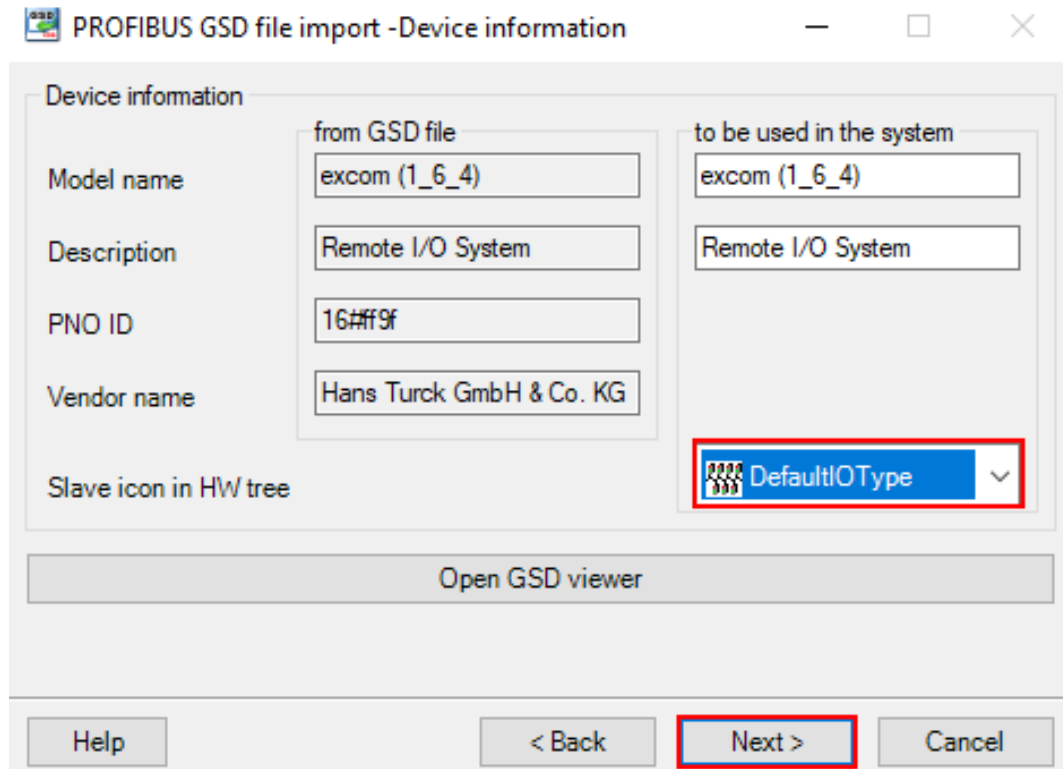 PROFIBUS GSD file import -Device information
Device information
from GSD file
to be used in the system
Model name
excom (1_6_4)
excom (1_6_4)
Description
Remote I/O System
Remote I/O System
PNO ID
16#ff9f
Vendor name
Hans Turck GmbH & Co. KG
Slave icon in HW tree
DefaultIOType
Open GSD viewer
Help
< Back
Next >
Cancel